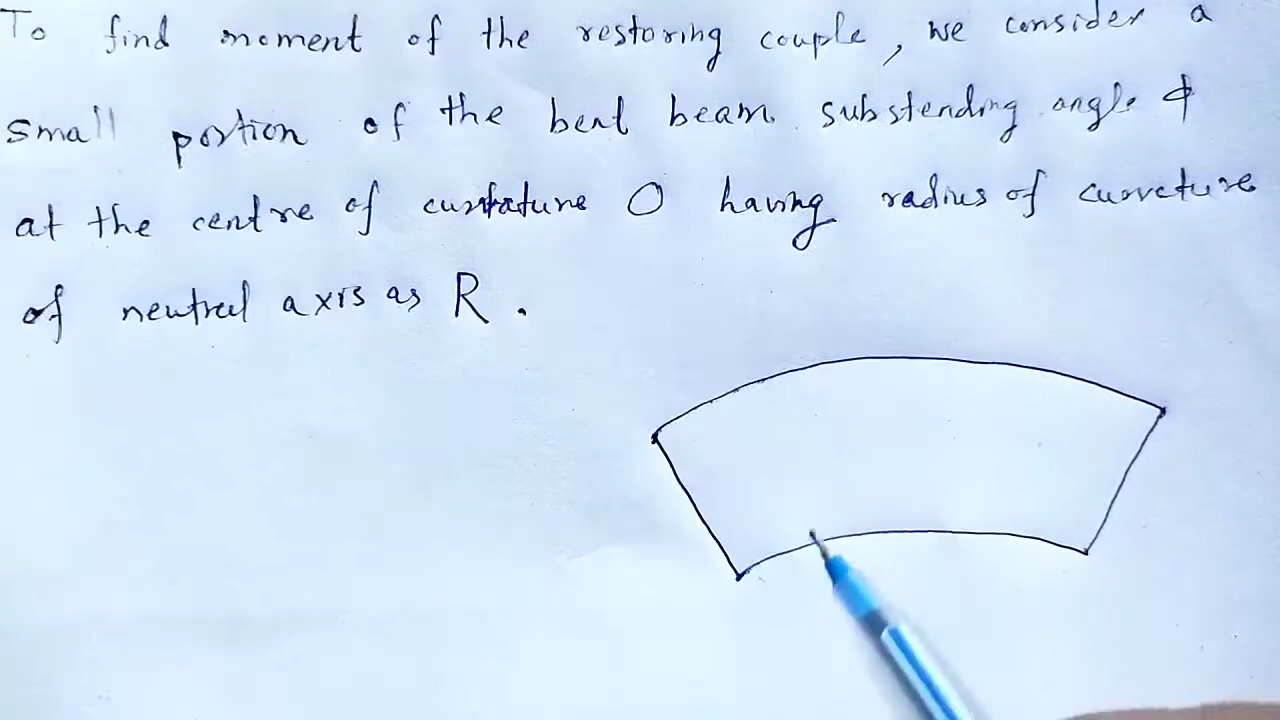 To find moment of the restoring couple, we consider a
small portion of the bent beam substending angle ϕ
at the centre of curvature O having radius of curvature
of neutral axis as R.